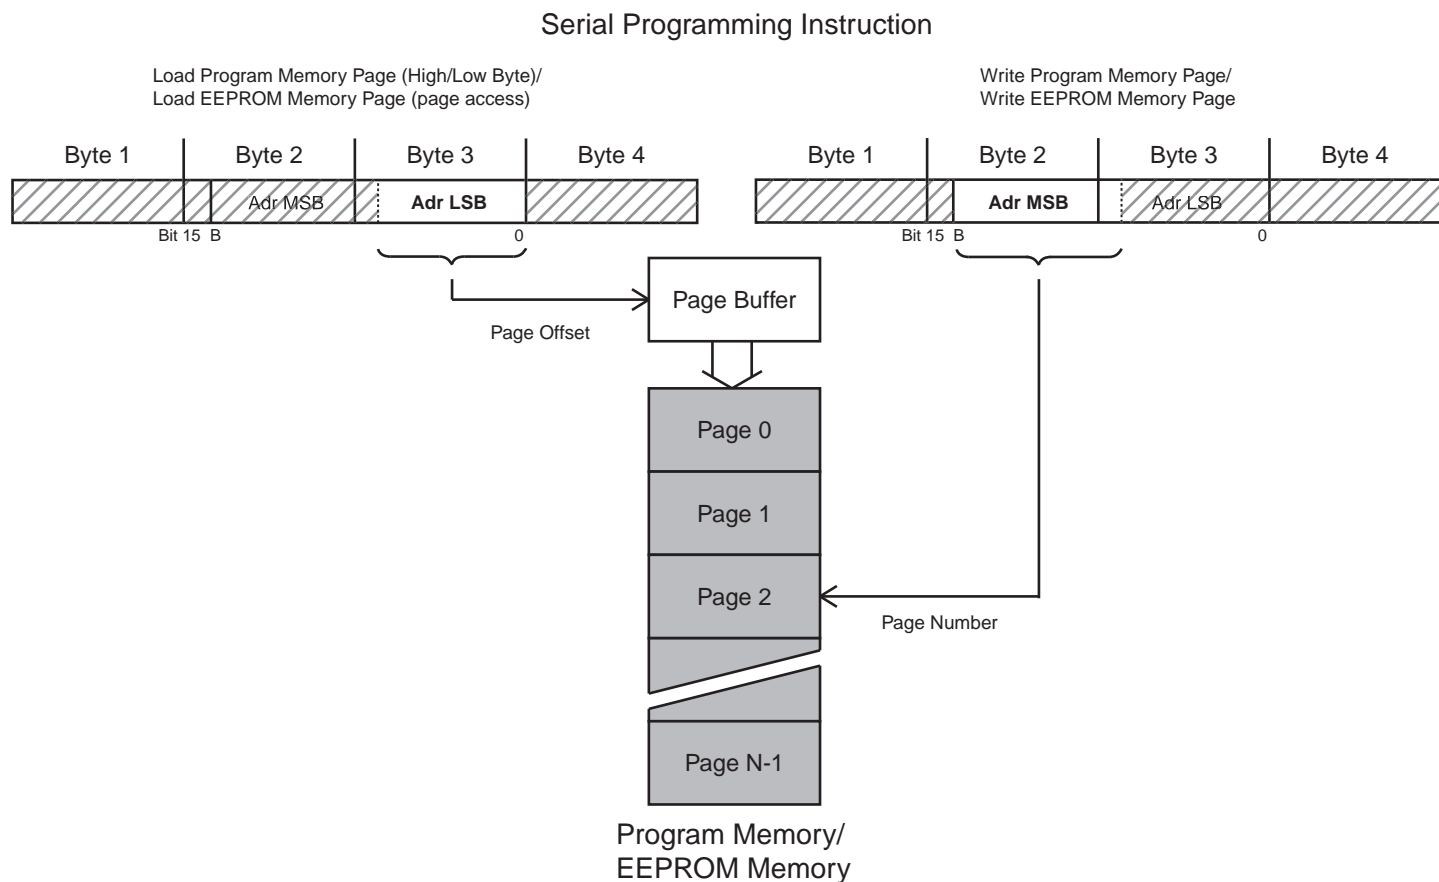 Serial Programming Instruction
Load Program Memory Page (High/Low Byte)/
Load EEPROM Memory Page (page access)
Write Program Memory Page/
Write EEPROM Memory Page
Byte 1 Byte 2 Byte 3 Byte 4
Byte 1 Byte 2 Byte 3 Byte 4
Adr MSB Adr LSB
Adr MSB Adr LSB
Bit 15 B 0
Bit 15 B 0
Page Buffer
Page Offset
Page 0
Page 1
Page 2
Page Number
Page N-1
Program Memory/
EEPROM Memory